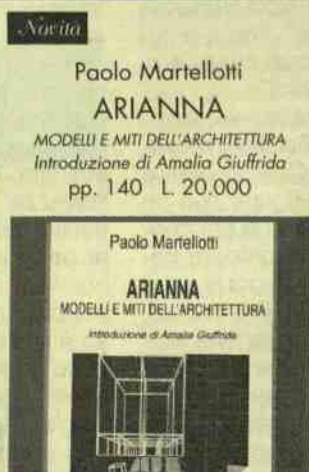 Novità
Paolo Martellotti
ARIANNA
MODELLI E MITI DELL'ARCHITETTURA
Introduzione di Amalia Giuffrida
pp. 140 L. 20.000
Paolo Martellotti
ARIANNA
MODELLI E MITI DELL'ARCHITETTURA
Introduzione di Amalia Giuffrida